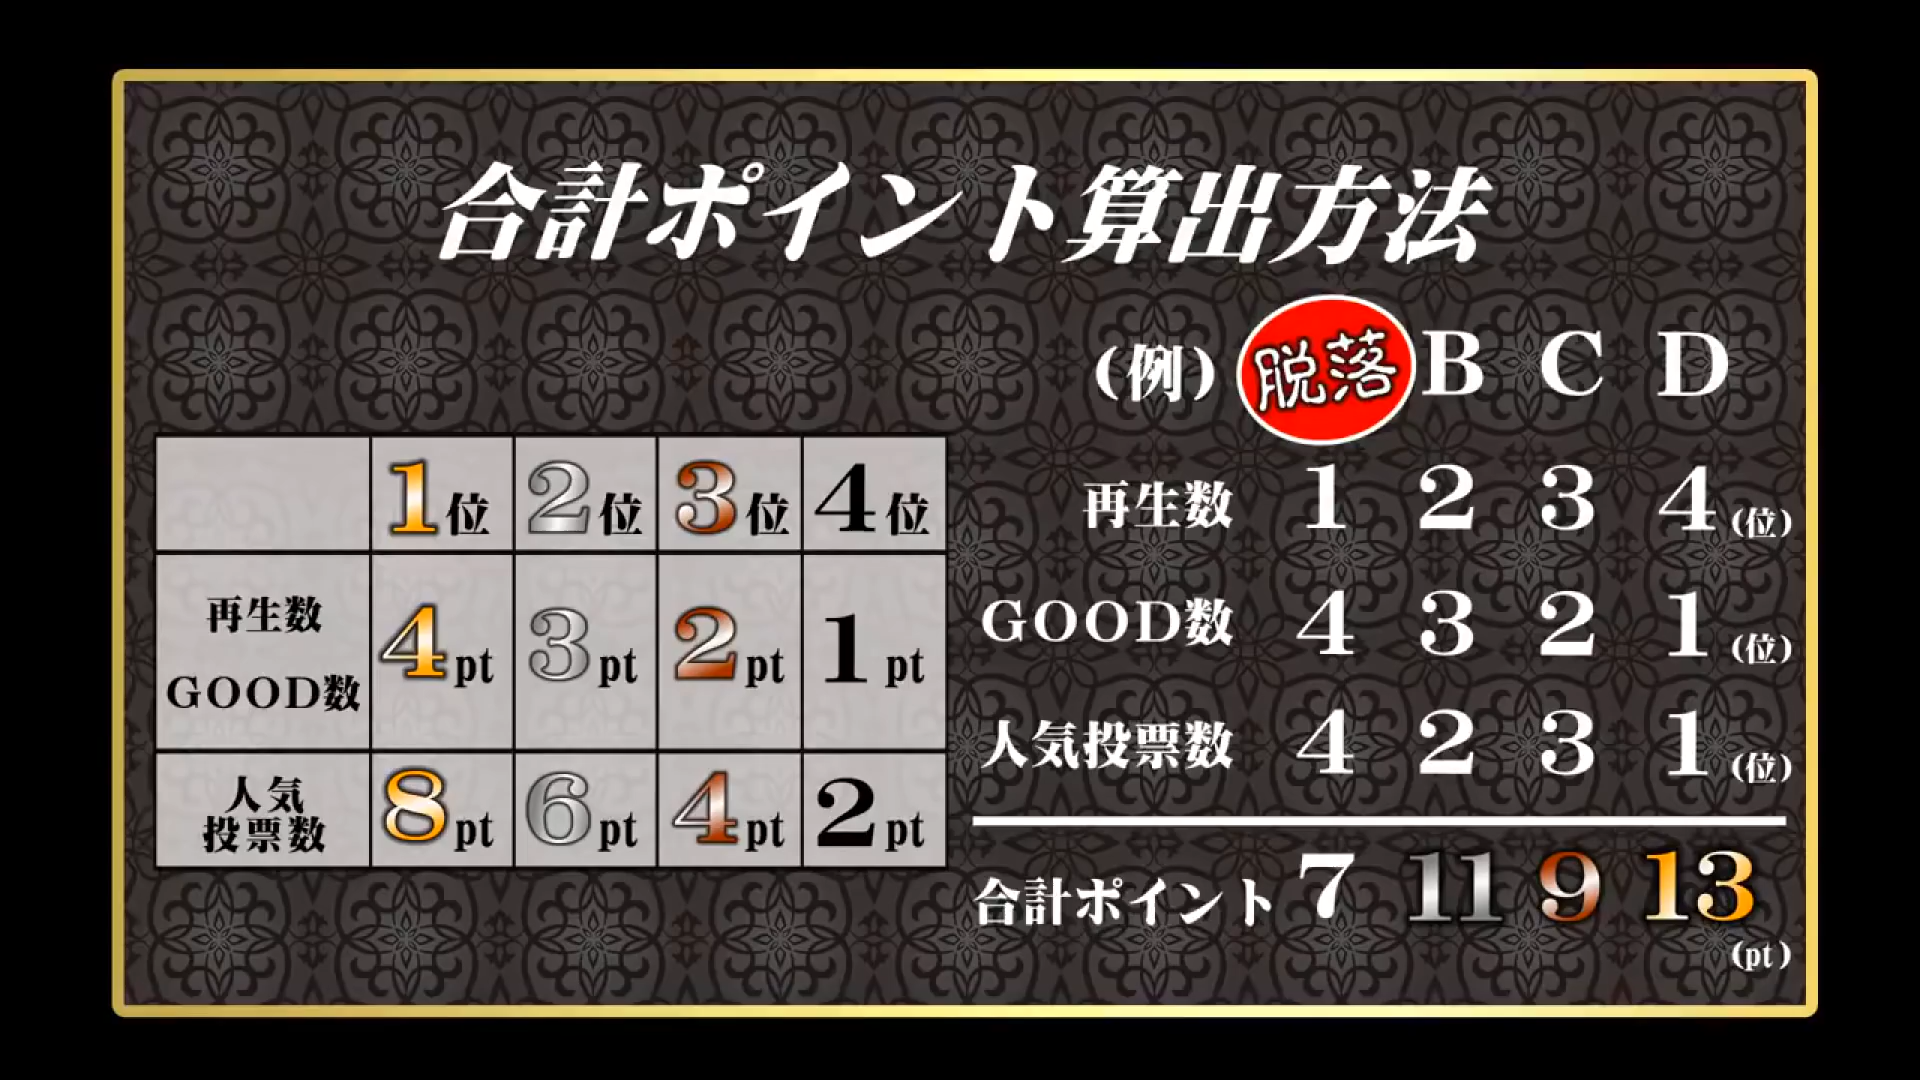 合計ポイント算出方法
(例) 脱落 B C D
1位 2位 3位 4位
再生数
GOOD数
4pt 3pt 2pt 1pt
人気
投票数
8pt 6pt 4pt 2pt
再生数 1 2 3 4(位)
GOOD数 4 3 2 1(位)
人気投票数 4 2 3 1(位)
合計ポイント 7 11 9 13
(pt)